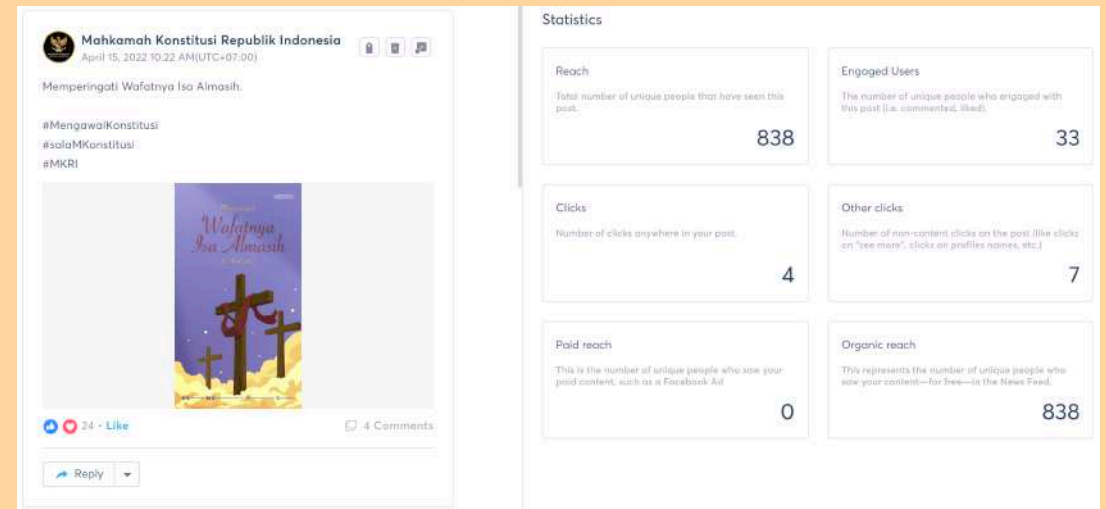 Mahkamah Konstitusi Republik Indonesia
April 15, 2022 10:22 AM(UTC+07:00)
Memperingati Wafatnya Isa Almasih.
#MengawalKonstitusi
#salaMKonstitusi
#MKRI
Wafatnya
Isa Almasih
24 • Like
4 Comments
Reply
Statistics
Reach
Total number of unique people that have seen this
post.
838
Engaged Users
The number of unique people who engaged with
this post (i.e. commented, liked).
33
Clicks
Number of clicks anywhere in your post.
4
Other clicks
Number of non-content clicks on the post (like clicks
on "see more", clicks on profiles names, etc.)
7
Paid reach
This is the number of unique people who saw your
paid content, such as a Facebook Ad
0
Organic reach
This represents the number of unique people who
saw your content—for free—in the News Feed.
838